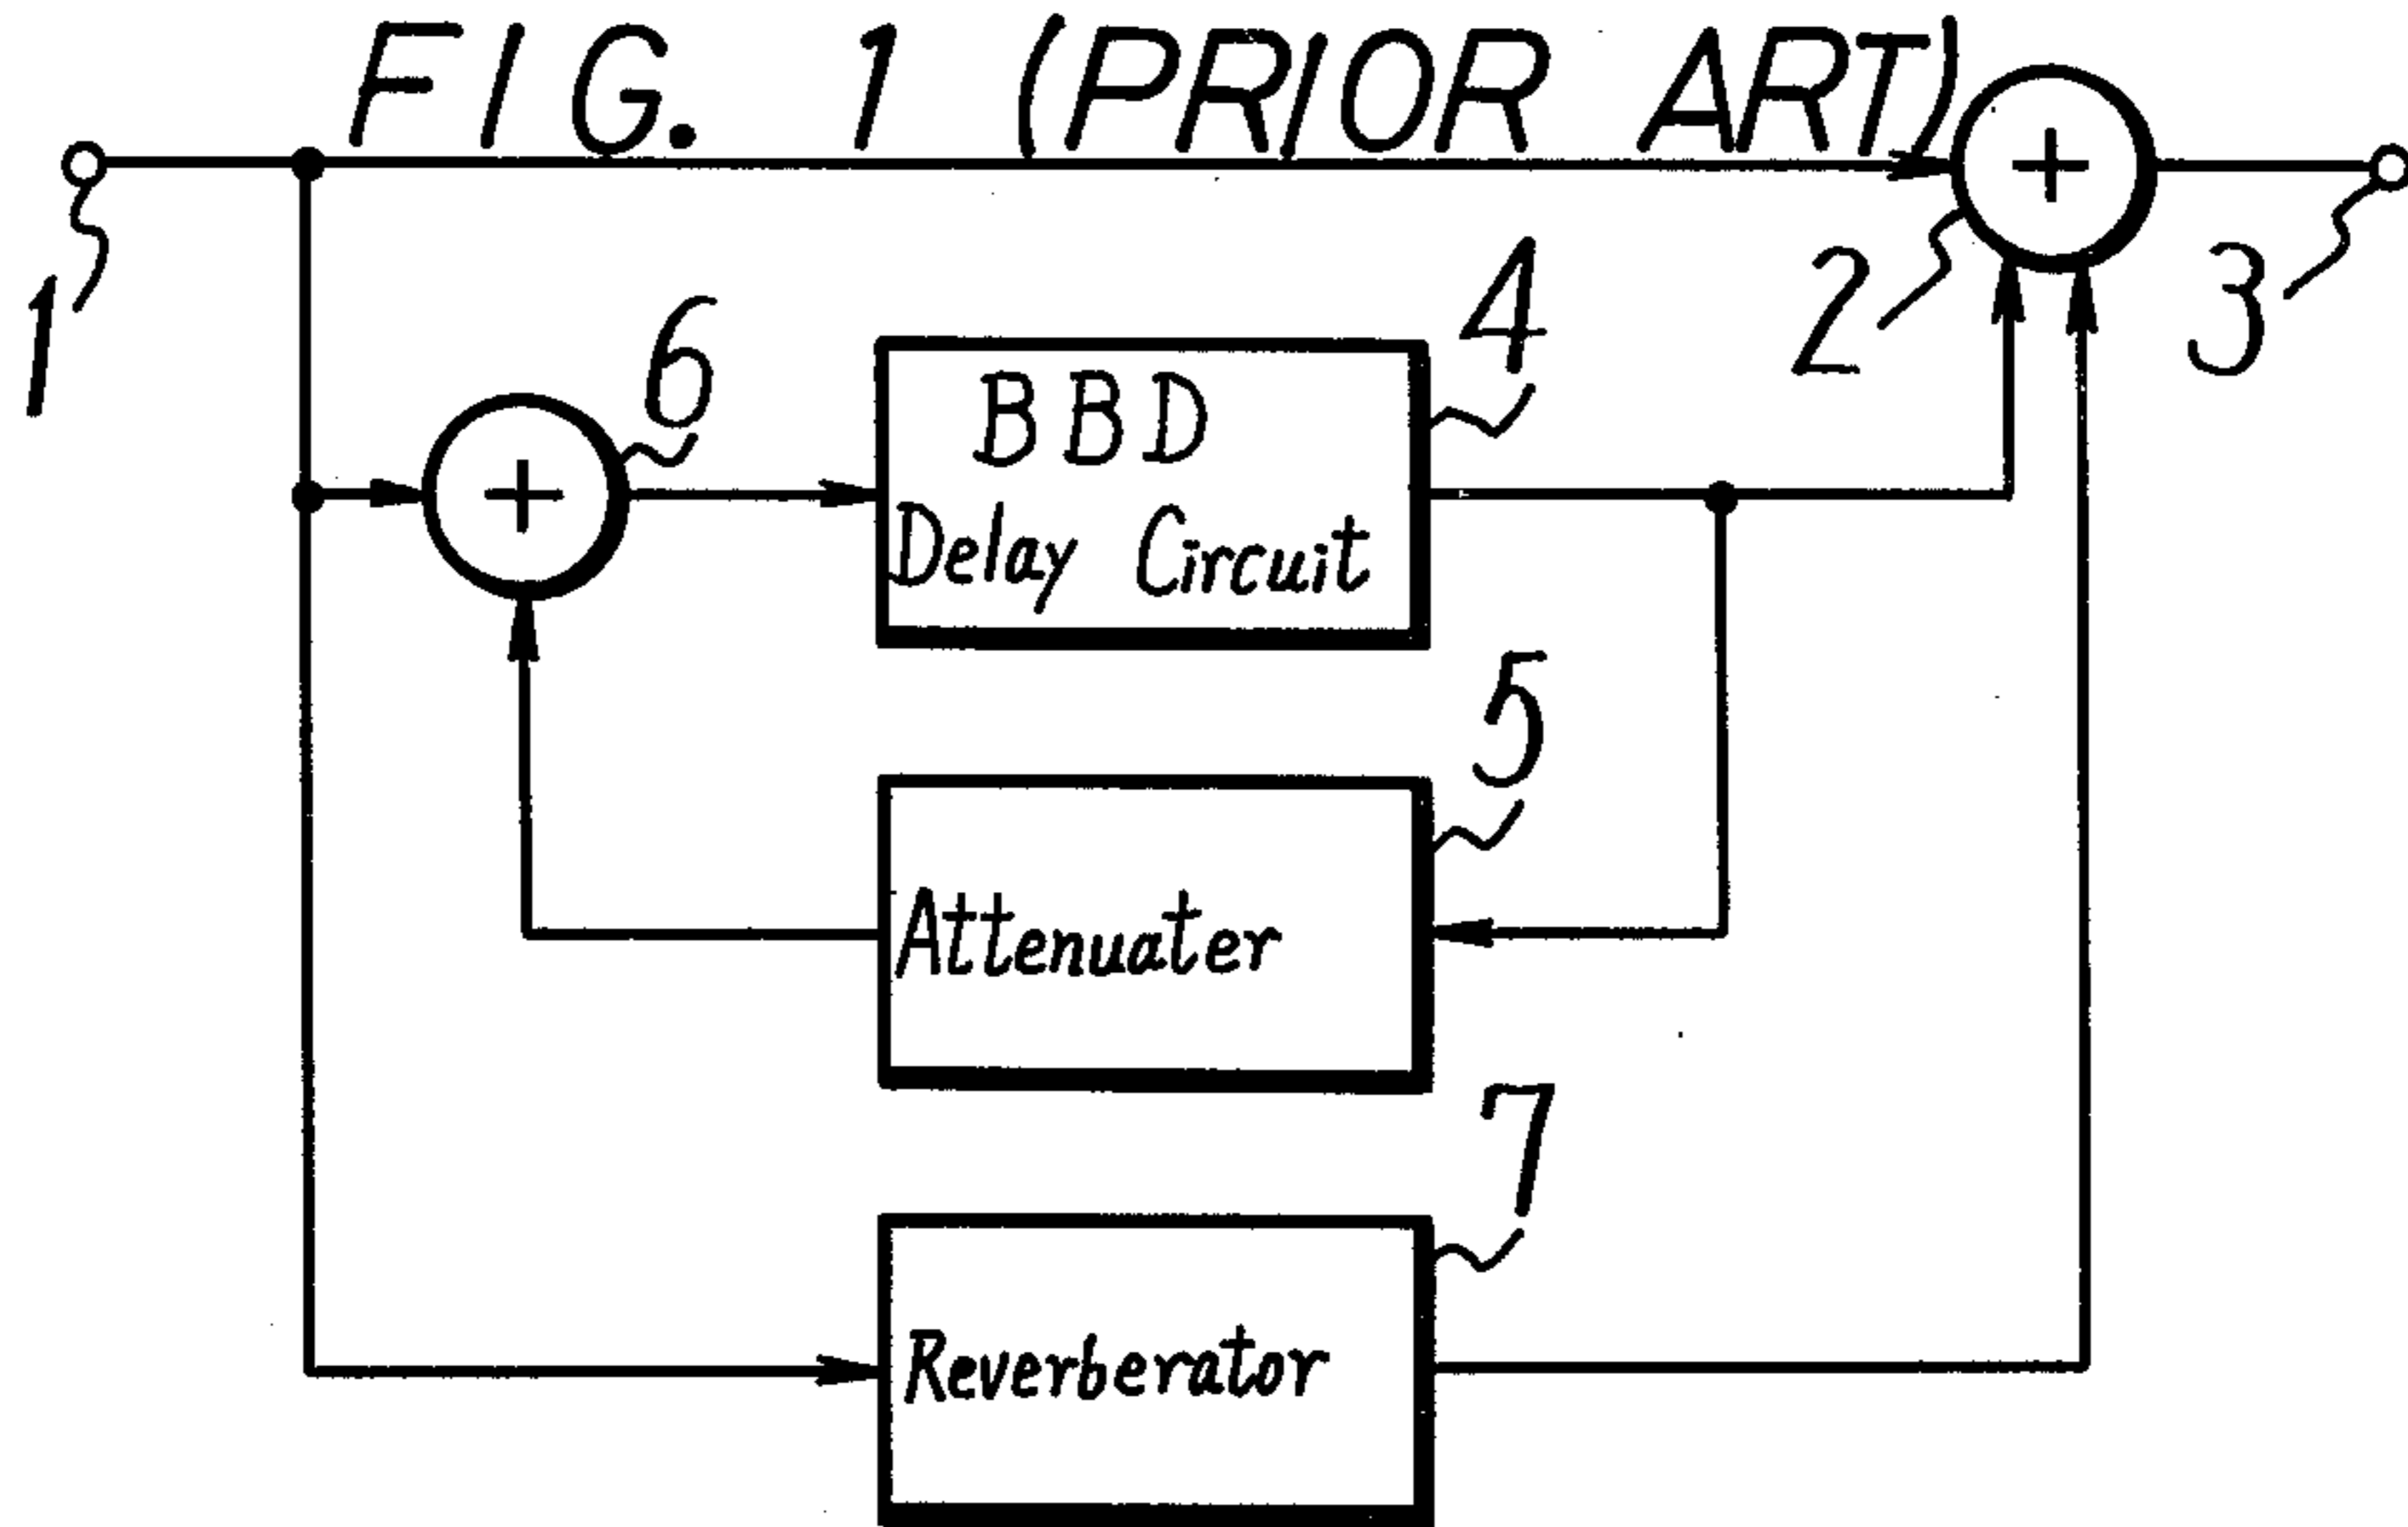 FIG. 1 (PRIOR ART)
1
2
3
4
6
BBD
Delay Circuit
5
Attenuater
7
Reverberator